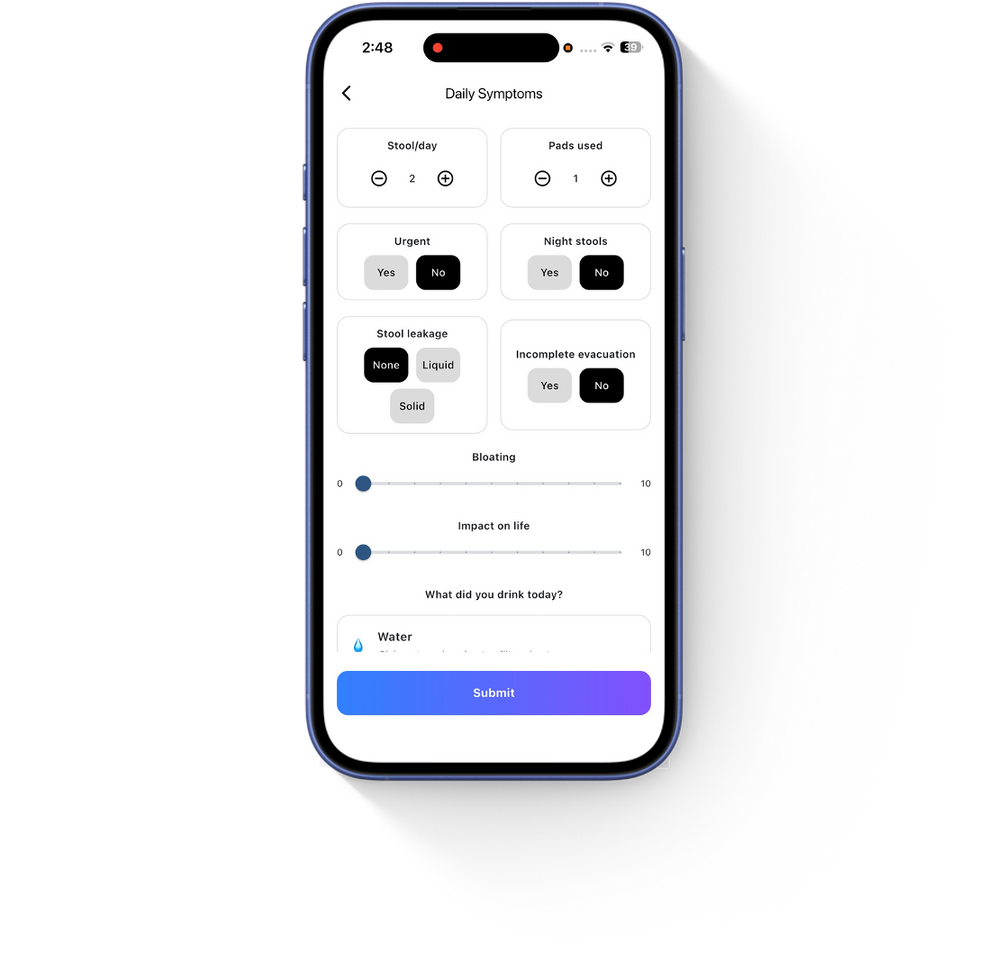 2:48
39
Daily Symptoms
Stool/day
Pads used
2
1
Urgent
Night stools
Yes
No
Yes
No
Stool leakage
None
Liquid
Solid
Incomplete evacuation
Yes
No
Bloating
0
10
Impact on life
0
10
What did you drink today?
Water
Submit